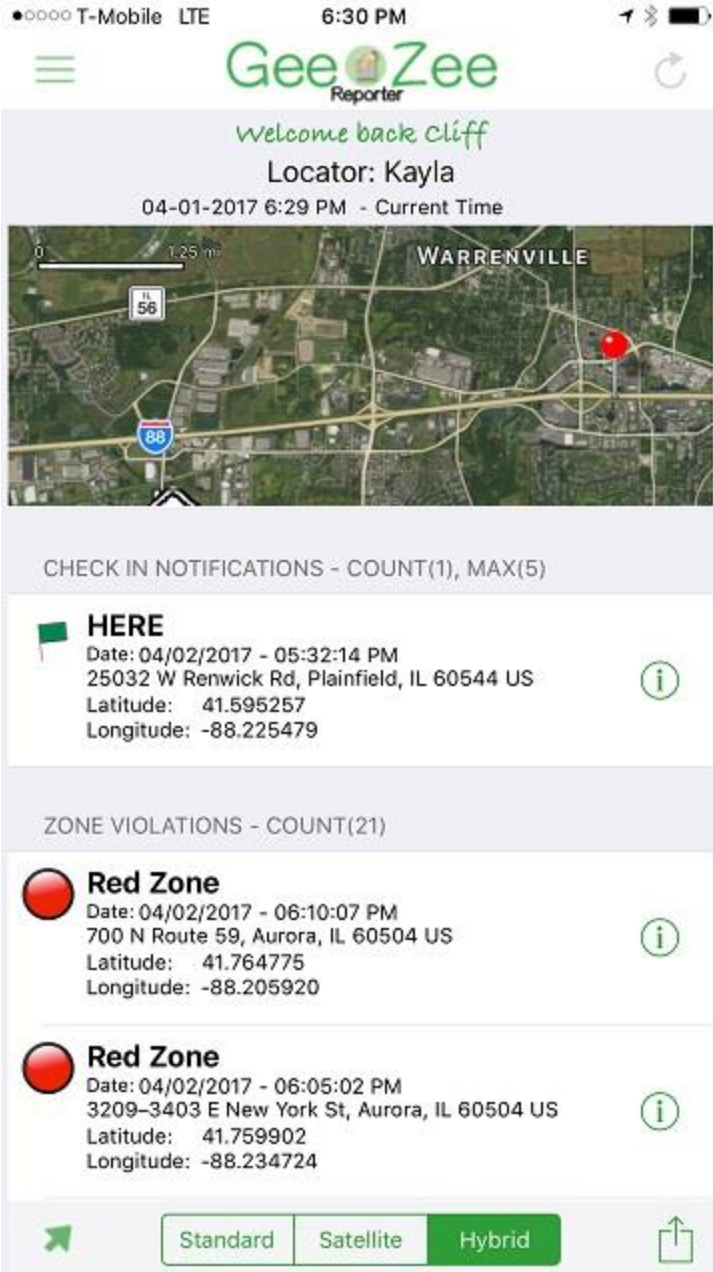 T-Mobile LTE 6:30 PM
Gee Zee
Reporter
Welcome back Cliff
Locator: Kayla
04-01-2017 6:29 PM - Current Time
0 1.25 mi
WARRENVILLE
IL
56
88
CHECK IN NOTIFICATIONS - COUNT(1), MAX(5)
HERE
Date: 04/02/2017 - 05:32:14 PM
25032 W Renwick Rd, Plainfield, IL 60544 US
Latitude: 41.595257
Longitude: -88.225479
ZONE VIOLATIONS - COUNT(21)
Red Zone
Date: 04/02/2017 - 06:10:07 PM
700 N Route 59, Aurora, IL 60504 US
Latitude: 41.764775
Longitude: -88.205920
Red Zone
Date: 04/02/2017 - 06:05:02 PM
3209–3403 E New York St, Aurora, IL 60504 US
Latitude: 41.759902
Longitude: -88.234724
Standard Satellite Hybrid